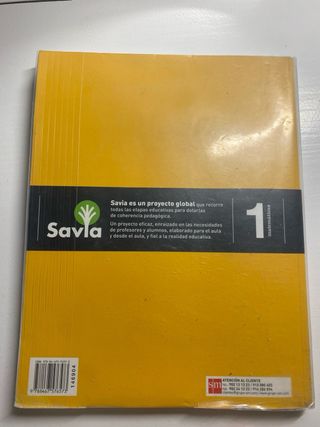 Savia
Savia es un proyecto global que recorre
todas las etapas educativas para dotarlas
de coherencia pedagógica.
Un proyecto eficaz, enraizado en las necesidades
de profesores y alumnos, elaborado para el aula
y desde el aula, y fiel a la realidad educativa.
1
matemáticas
146904
sm
ATENCIÓN AL CLIENTE